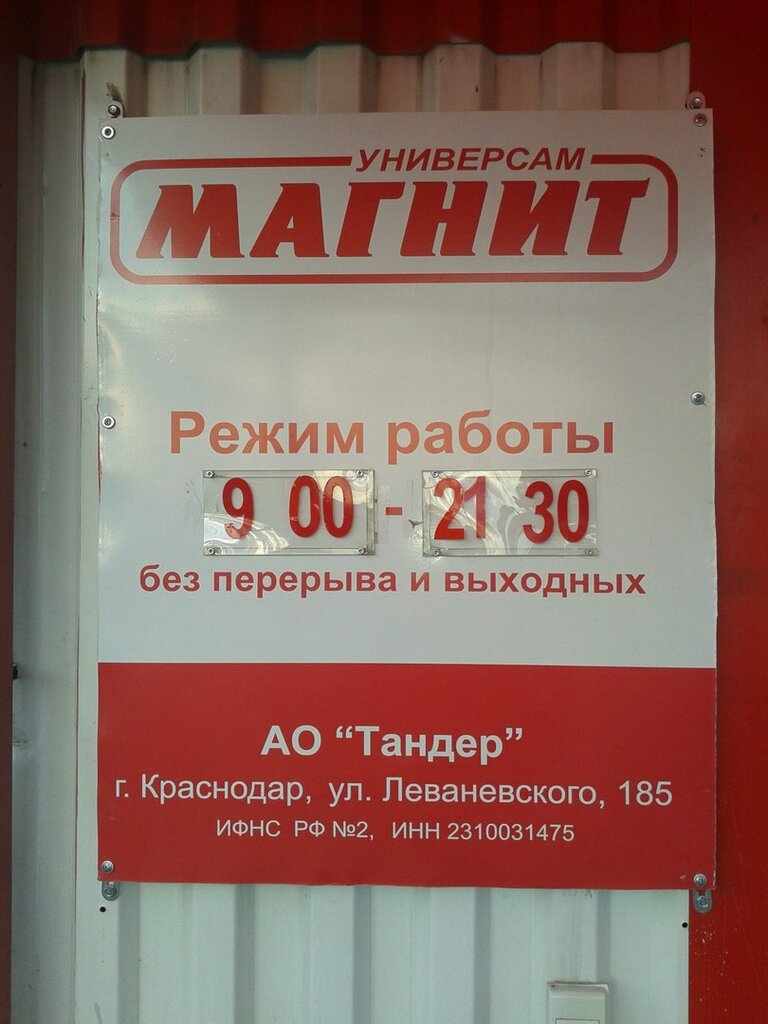 УНИВЕРСАМ
МАГНИТ
Режим работы
9 00 - 21 30
без перерыва и выходных
АО “Тандер”
г. Краснодар, ул. Леваневского, 185
ИФНС РФ №2, ИНН 2310031475